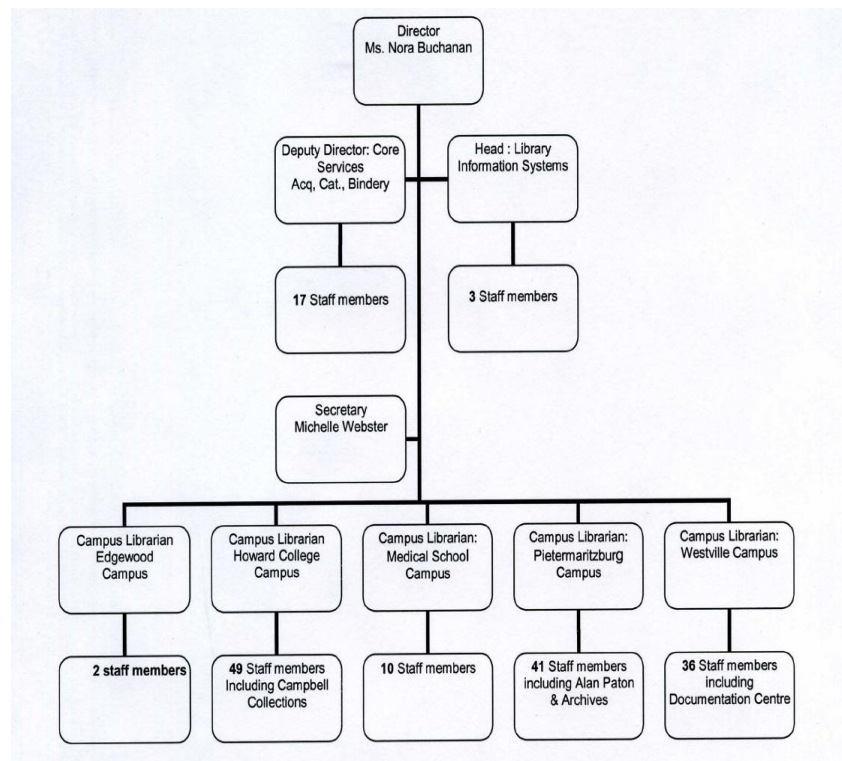 Director
Ms. Nora Buchanan
Deputy Director: Core
Services
Acq, Cat., Bindery
Head : Library
Information Systems
17 Staff members
3 Staff members
Secretary
Michelle Webster
Campus Librarian
Edgewood
Campus
Campus Librarian
Howard College
Campus
Campus Librarian:
Medical School
Campus
Campus Librarian:
Pietermaritzburg
Campus
Campus Librarian:
Westville Campus
2 staff members
49 Staff members
Including Campbell
Collections
10 Staff members
41 Staff members
including Alan Paton
& Archives
36 Staff members
including
Documentation Centre